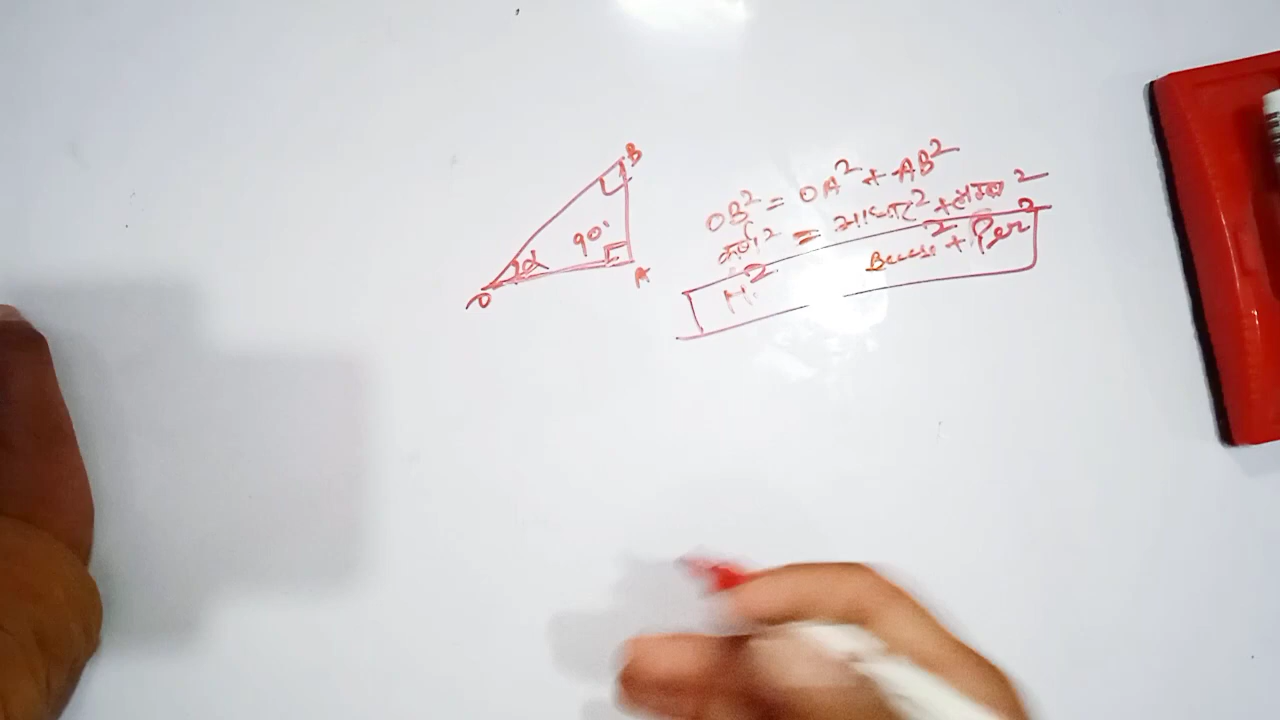 B
90°
A
O
OB² = OA² + AB²
कर्ण² = आधार² + लम्ब²
H² Base² + Per²